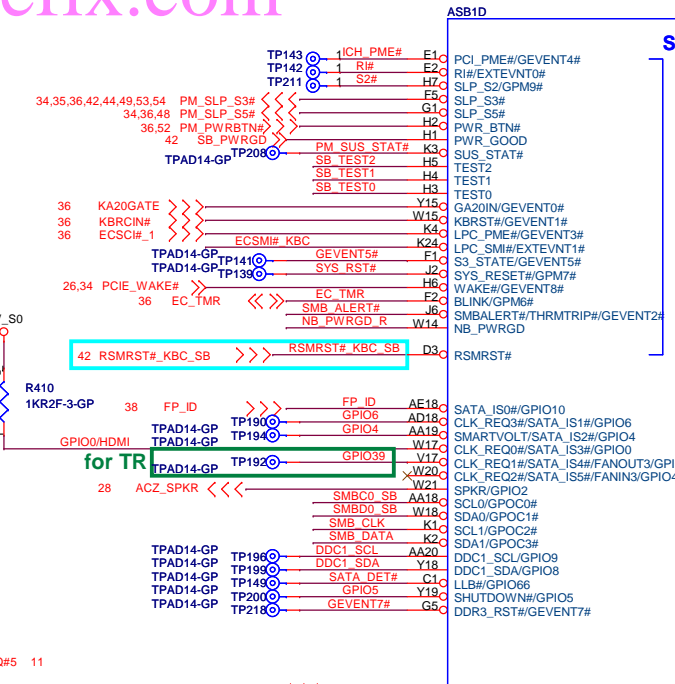 enix.com
ASB1D
S
TP143 1 ICH_PME# E1 PCI_PME#/GEVENT4#
TP142 1 RI# E2 RI#/EXTEVNT0#
TP211 1 S2# H7 SLP_S2/GPM9#
34,35,36,42,44,49,53,54 PM_SLP_S3# F5 SLP_S3#
34,36,48 PM_SLP_S5# G1 SLP_S5#
36,52 PM_PWRBTN# H2 PWR_BTN#
42 SB_PWRGD H1 PWR_GOOD
TPAD14-GP TP208 PM_SUS_STAT# K3 SUS_STAT#
SB_TEST2 H5 TEST2
SB_TEST1 H4 TEST1
SB_TEST0 H3 TEST0
36 KA20GATE Y15 GA20IN/GEVENT0#
36 KBRCIN# W15 KBRST#/GEVENT1#
36 ECSCI#_1 K4 LPC_PME#/GEVENT3#
ECSMI#_KBC K24 LPC_SMI#/EXTEVNT1#
TPAD14-GP TP141 GEVENT5# F1 S3_STATE/GEVENT5#
TPAD14-GP TP139 SYS_RST# J2 SYS_RESET#/GPM7#
26,34 PCIE_WAKE# H6 WAKE#/GEVENT8#
36 EC_TMR EC_TMR F2 BLINK/GPM6#
SMB_ALERT# J6 SMBALERT#/THRMTRIP#/GEVENT2#
NB_PWRGD_R W14 NB_PWRGD
_S0
42 RSMRST#_KBC_SB RSMRST#_KBC_SB D3 RSMRST#
R410
1KR2F-3-GP
38 FP_ID FP_ID AE18 SATA_IS0#/GPIO10
TPAD14-GP TP190 GPIO6 AD18 CLK_REQ3#/SATA_IS1#/GPIO6
TPAD14-GP TP194 GPIO4 AA19 SMARTVOLT/SATA_IS2#/GPIO4
GPIO0/HDMI W17 CLK_REQ0#/SATA_IS3#/GPIO0
for TR TPAD14-GP TP192 GPIO39 V17 CLK_REQ1#/SATA_IS4#/FANOUT3/GPI
W20 CLK_REQ2#/SATA_IS5#/FANIN3/GPIO4
28 ACZ_SPKR W21 SPKR/GPIO2
SMBC0_SB AA18 SCL0/GPOC0#
SMBD0_SB W18 SDA0/GPOC1#
SMB_CLK K1 SCL1/GPOC2#
SMB_DATA K2 SDA1/GPOC3#
TPAD14-GP TP196 DDC1_SCL AA20 DDC1_SCL/GPIO9
TPAD14-GP TP199 DDC1_SDA Y18 DDC1_SDA/GPIO8
TPAD14-GP TP149 SATA_DET# C1 LLB#/GPIO66
TPAD14-GP TP200 GPIO5 Y19 SHUTDOWN#/GPIO5
TPAD14-GP TP218 GEVENT7# G5 DDR3_RST#/GEVENT7#
Q#5 11